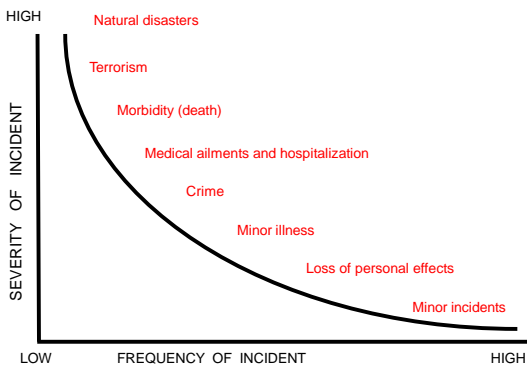 HIGH
Natural disasters
Terrorism
Morbidity (death)
Medical ailments and hospitalization
Crime
Minor illness
Loss of personal effects
Minor incidents
SEVERITY OF INCIDENT
LOW
FREQUENCY OF INCIDENT
HIGH